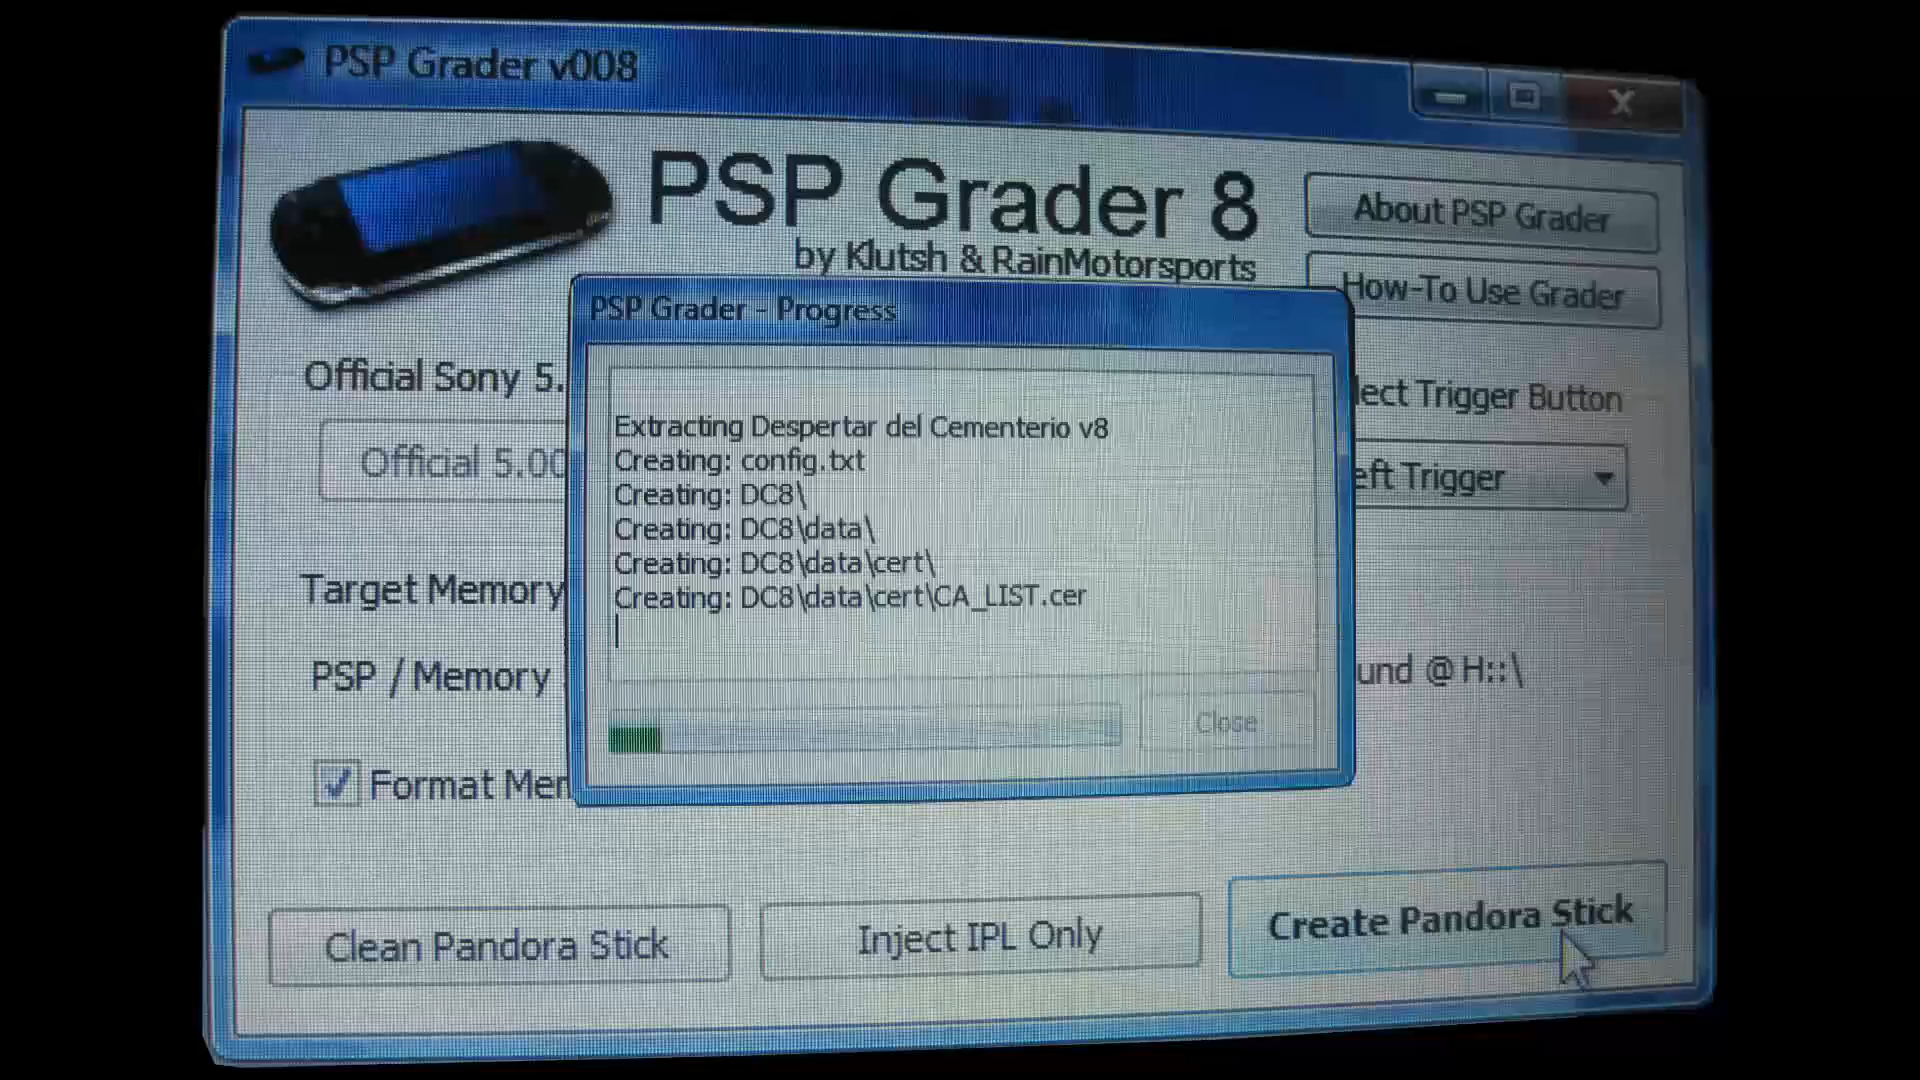 PSP Grader v008
PSP Grader 8
by Klutsh & RainMotorsports
About PSP Grader
How-To Use Grader
PSP Grader - Progress
Official Sony 5.
lect Trigger Button
Official 5.00
eft Trigger
Extracting Despertar del Cementerio v8
Creating: config.txt
Creating: DC8\
Creating: DC8\data\
Creating: DC8\data\cert\
Creating: DC8\data\cert\CA_LIST.cer
Target Memory
PSP / Memory
und @ H::\
Close
Format Mem
Clean Pandora Stick
Inject IPL Only
Create Pandora Stick